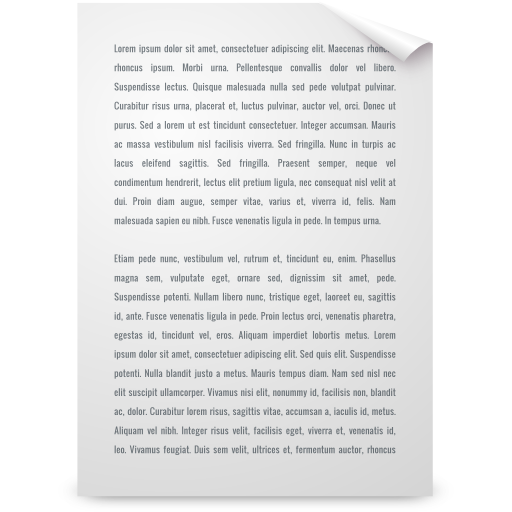 Lorem ipsum dolor sit amet, consectetuer adipiscing elit. Maecenas
rhoncus ipsum. Morbi urna. Pellentesque convallis dolor vel libero.
Suspendisse lectus. Quisque malesuada nulla sed pede volutpat pulvinar.
Curabitur risus urna, placerat et, luctus pulvinar, auctor vel, orci. Donec ut
purus. Sed a lorem ut est tincidunt consectetuer. Integer accumsan. Mauris
ac massa vestibulum nisl facilisis viverra. Sed fringilla. Nunc in turpis ac
lacus eleifend sagittis. Sed fringilla. Praesent semper, neque vel
condimentum hendrerit, lectus elit pretium ligula, nec consequat nisl velit at
dui. Proin diam augue, semper vitae, varius et, viverra id, felis. Nam
malesuada sapien eu nibh. Fusce venenatis ligula in pede. In tempus urna.
Etiam pede nunc, vestibulum vel, rutrum et, tincidunt eu, enim. Phasellus
magna sem, vulputate eget, ornare sed, dignissim sit amet, pede.
Suspendisse potenti. Nullam libero nunc, tristique eget, laoreet eu, sagittis
id, ante. Fusce venenatis ligula in pede. Proin lectus orci, venenatis pharetra,
egestas id, tincidunt vel, eros. Aliquam imperdiet lobortis metus. Lorem
ipsum dolor sit amet, consectetuer adipiscing elit. Sed quis elit. Suspendisse
potenti. Nulla blandit justo a metus. Mauris tempus diam. Nam sed nisl nec
elit suscipit ullamcorper. Vivamus nisi elit, nonummy id, facilisis non, blandit
ac, dolor. Curabitur lorem risus, sagittis vitae, accumsan a, iaculis id, metus.
Aliquam vel nibh. Integer risus velit, facilisis eget, viverra et, venenatis id,
leo. Vivamus feugiat. Duis sem velit, ultrices et, fermentum auctor, rhoncus